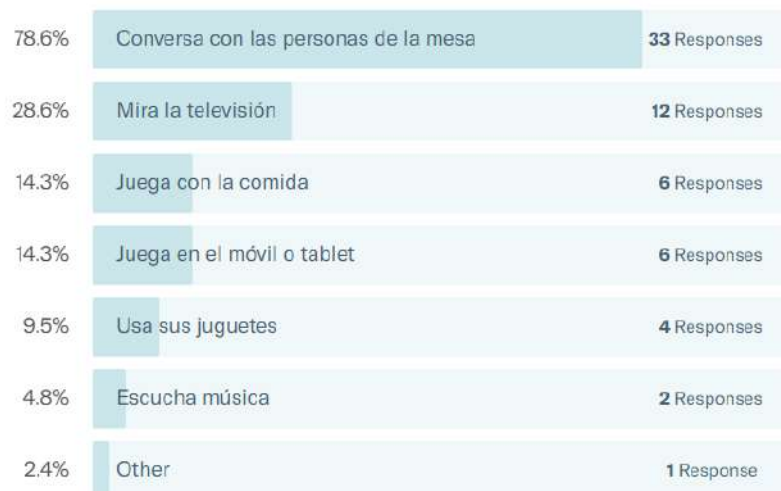 78.6% Conversa con las personas de la mesa 33 Responses
28.6% Mira la televisión 12 Responses
14.3% Juega con la comida 6 Responses
14.3% Juega en el móvil o tablet 6 Responses
9.5% Usa sus juguetes 4 Responses
4.8% Escucha música 2 Responses
2.4% Other 1 Response